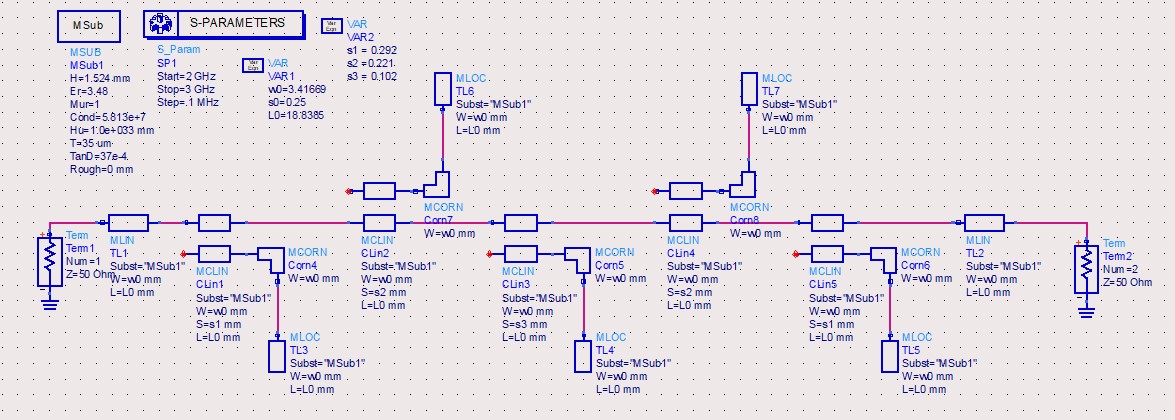 MSub
MSUB
MSub1
H=1.524 mm
Er=3.48
Mur=1
Cond=5.813e+7
Hu=1.0e+033 mm
T=35 um
TanD=37e-4
Rough=0 mm
S-PARAMETERS
S_Param
SP1
Start=2 GHz
Stop=3 GHz
Step=.1 MHz
Var
Eqn
VAR
VAR1
w0=3.41669
s0=0.25
L0=18.8385
Var
Eqn
VAR
VAR2
s1 = 0.292
s2 =0.221
s3 = 0.102
MLOC
TL6
Subst="MSub1"
W=w0 mm
L=L0 mm
MLOC
TL7
Subst="MSub1"
W=w0 mm
L=L0 mm
MCORN
Corn7
W=w0 mm
MCORN
Corn8
W=w0 mm
Term
Term1
Num=1
Z=50 Ohm
MLIN
TL1
Subst="MSub1"
W=w0 mm
L=L0 mm
MCLIN
CLin1
Subst="MSub1"
W=w0 mm
S=s1 mm
L=L0 mm
MCORN
Corn4
W=w0 mm
MLOC
TL3
Subst="MSub1"
W=w0 mm
L=L0 mm
MCLIN
CLin2
Subst="MSub1"
W=w0 mm
S=s2 mm
L=L0 mm
MCLIN
CLin3
Subst="MSub1"
W=w0 mm
S=s3 mm
L=L0 mm
MCORN
Corn5
W=w0 mm
MLOC
TL4
Subst="MSub1"
W=w0 mm
L=L0 mm
MCLIN
CLin4
Subst="MSub1"
W=w0 mm
S=s2 mm
L=L0 mm
MCLIN
CLin5
Subst="MSub1"
W=w0 mm
S=s1 mm
L=L0 mm
MCORN
Corn6
W=w0 mm
MLOC
TL5
Subst="MSub1"
W=w0 mm
L=L0 mm
MLIN
TL2
Subst="MSub1"
W=w0 mm
L=L0 mm
Term
Term2
Num=2
Z=50 Ohm